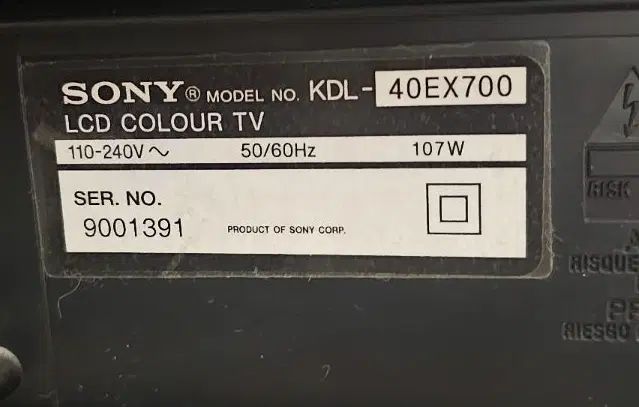 SONY® MODEL NO. KDL-40EX700
LCD COLOUR TV
110-240V～ 50/60Hz 107W
SER. NO.
9001391 PRODUCT OF SONY CORP.
RISK
RISQUE
RIESGO